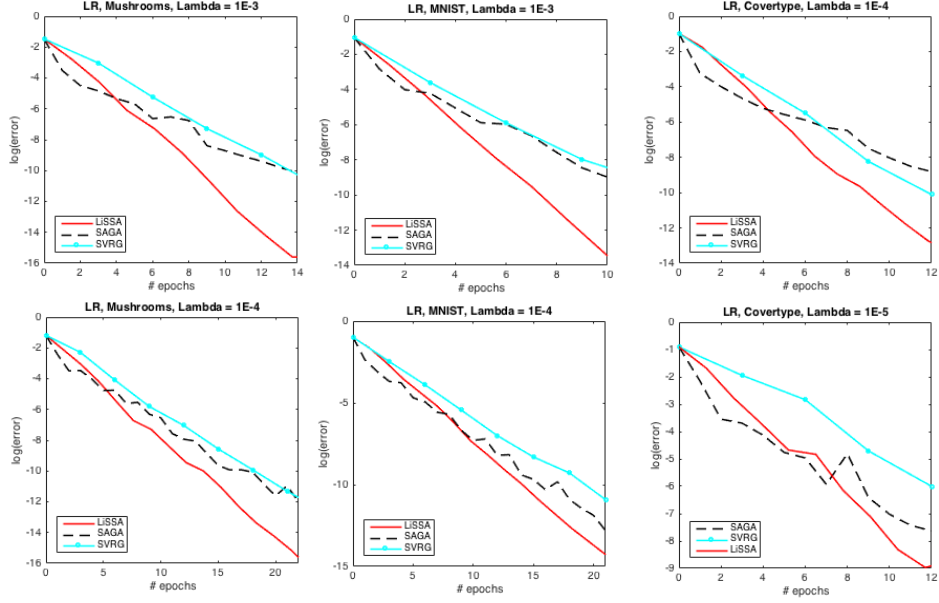 LR, Mushrooms, Lambda = 1E-3
0
-2
-4
-6
-8
-10
-12
-14
-16
log(error)
LiSSA
SAGA
SVRG
0 2 4 6 8 10 12 14
# epochs
LR, MNIST, Lambda = 1E-3
0
-2
-4
-6
-8
-10
-12
-14
log(error)
LiSSA
SAGA
SVRG
0 2 4 6 8 10
# epochs
LR, Covertype, Lambda = 1E-4
0
-2
-4
-6
-8
-10
-12
-14
log(error)
LiSSA
SAGA
SVRG
0 2 4 6 8 10 12
# epochs
LR, Mushrooms, Lambda = 1E-4
0
-2
-4
-6
-8
-10
-12
-14
-16
log(error)
LiSSA
SAGA
SVRG
0 5 10 15 20
# epochs
LR, MNIST, Lambda = 1E-4
0
-5
-10
-15
log(error)
LiSSA
SAGA
SVRG
0 5 10 15 20
# epochs
LR, Covertype, Lambda = 1E-5
0
-1
-2
-3
-4
-5
-6
-7
-8
-9
log(error)
SAGA
SVRG
LiSSA
0 2 4 6 8 10 12
# epochs